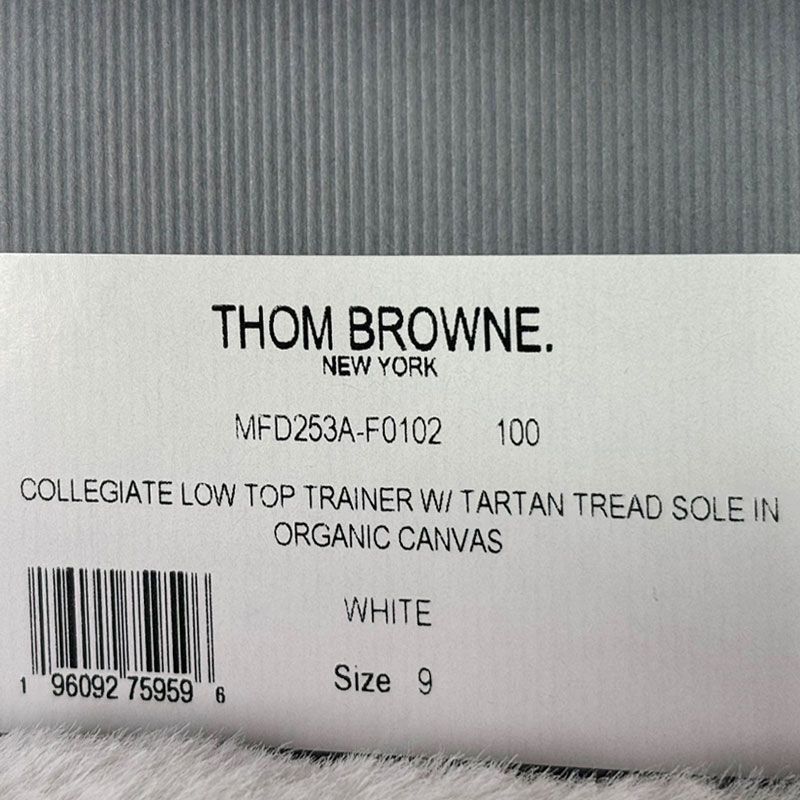 THOM BROWNE.
NEW YORK
MFD253A-F0102 100
COLLEGIATE LOW TOP TRAINER W/ TARTAN TREAD SOLE IN
ORGANIC CANVAS
WHITE
Size 9
1 96092 75959 6